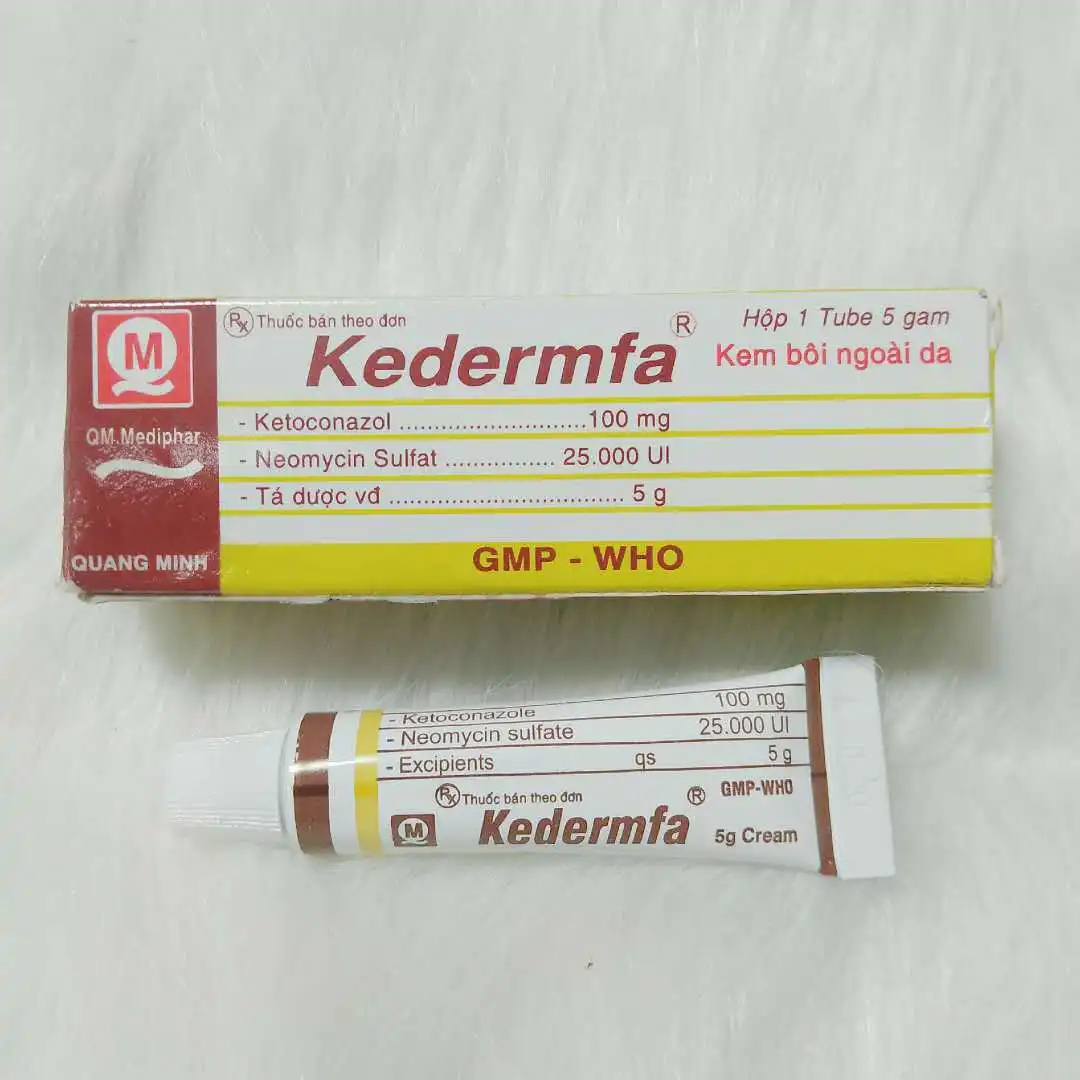 M
QM.Mediphar
QUANG MINH
Rx Thuốc bán theo đơn
Kedermfa ®
Hộp 1 Tube 5 gam
Kem bôi ngoài da
- Ketoconazol ...........................100 mg
- Neomycin Sulfat ................ 25.000 UI
- Tá dược vđ .................................. 5 g
GMP - WHO
- Ketoconazole 100 mg
- Neomycin sulfate 25.000 UI
- Excipients qs 5 g
Rx Thuốc bán theo đơn
M
Kedermfa ®
GMP-WHO
5g Cream